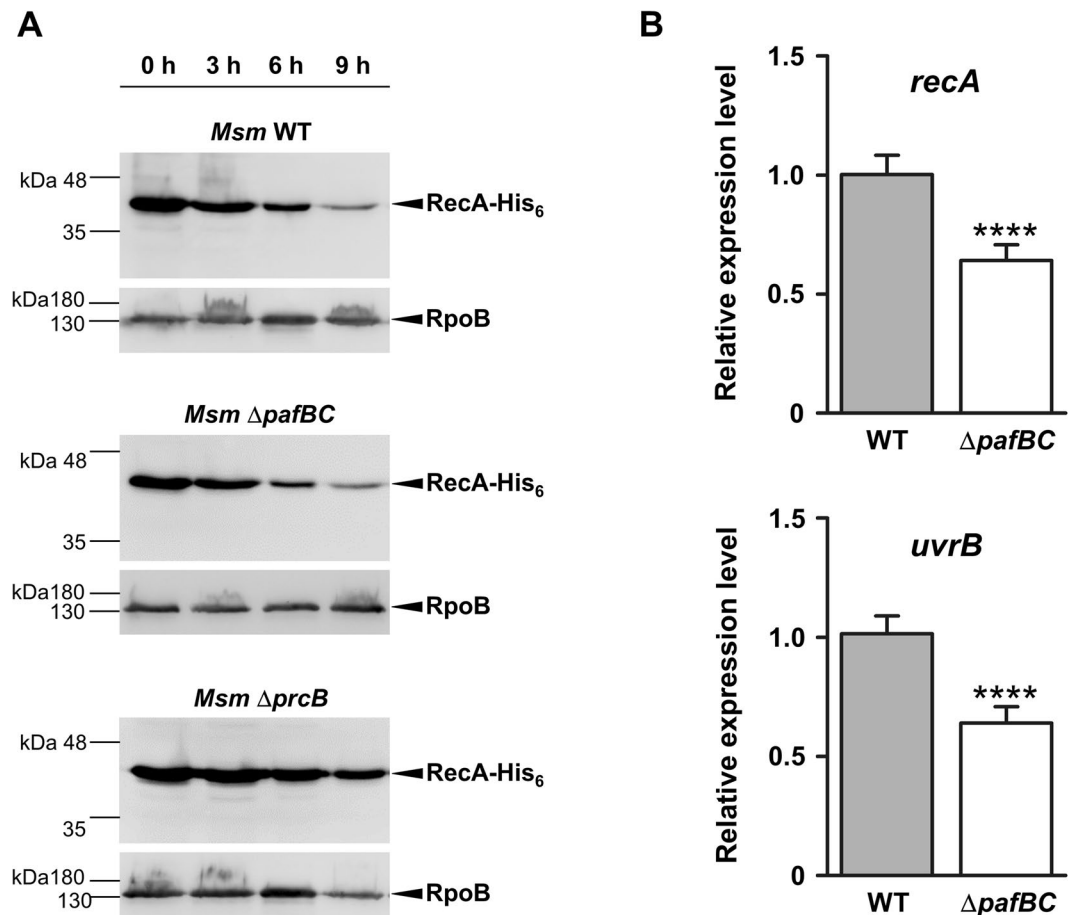 A
0 h 3 h 6 h 9 h
Msm WT
kDa 48
RecA-His6
35
kDa180
130
RpoB
Msm ΔpafBC
kDa 48
RecA-His6
35
kDa180
130
RpoB
Msm ΔprcB
kDa 48
RecA-His6
35
kDa180
130
RpoB
B
Relative expression level
1.5
1.0
0.5
0
recA
****
WT ΔpafBC
Relative expression level
1.5
1.0
0.5
0
uvrB
****
WT ΔpafBC